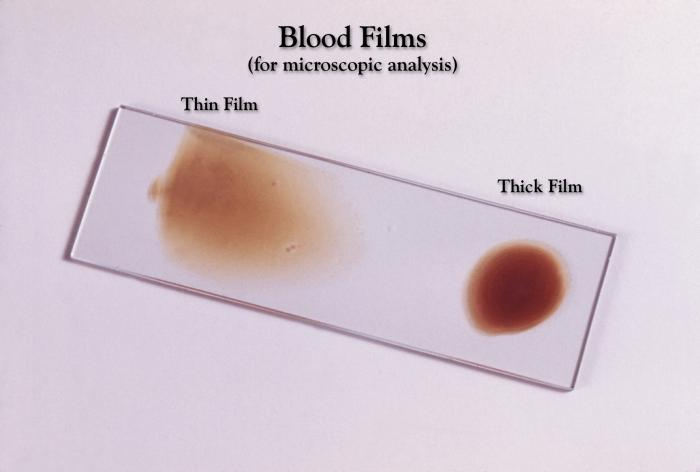 Blood Films
(for microscopic analysis)
Thin Film
Thick Film